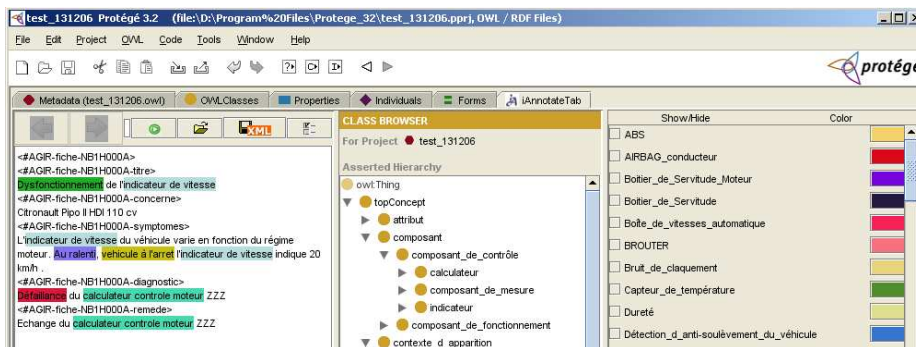 test_131206 Protégé 3.2 (file:\D:\Program%20Files\Protege_32\test_131206.pprj, OWL / RDF Files)
File Edit Project OWL Code Tools Window Help
protégé
Metadata (test_131206.owl) OWLClasses Properties Individuals Forms iAnnotateTab
XML
<#AGIR-fiche-NB1H000A>
<#AGIR-fiche-NB1H000A-titre>
Dysfonctionnement de l'indicateur de vitesse
<#AGIR-fiche-NB1H000A-concerne>
Citronault Pipo II HDI 110 cv
<#AGIR-fiche-NB1H000A-symptomes>
L'indicateur de vitesse du véhicule varie en fonction du régime
moteur. Au ralenti, vehicule à l'arret l'indicateur de vitesse indique 20
km/h .
<#AGIR-fiche-NB1H000A-diagnostic>
Défaillance du calculateur controle moteur ZZZ
<#AGIR-fiche-NB1H000A-remede>
Echange du calculateur controle moteur ZZZ
CLASS BROWSER
For Project test_131206
Asserted Hierarchy
owl:Thing
topConcept
attribut
composant
composant_de_contrôle
calculateur
composant_de_mesure
indicateur
composant_de_fonctionnement
contexte_d_apparition
Show/Hide Color
ABS
AIRBAG_conducteur
Boitier_de_Servitude_Moteur
Boitier_de_Servitude
Boîte_de_vitesses_automatique
BROUTER
Bruit_de_claquement
Capteur_de_température
Dureté
Détection_d_anti-soulèvement_du_véhicule